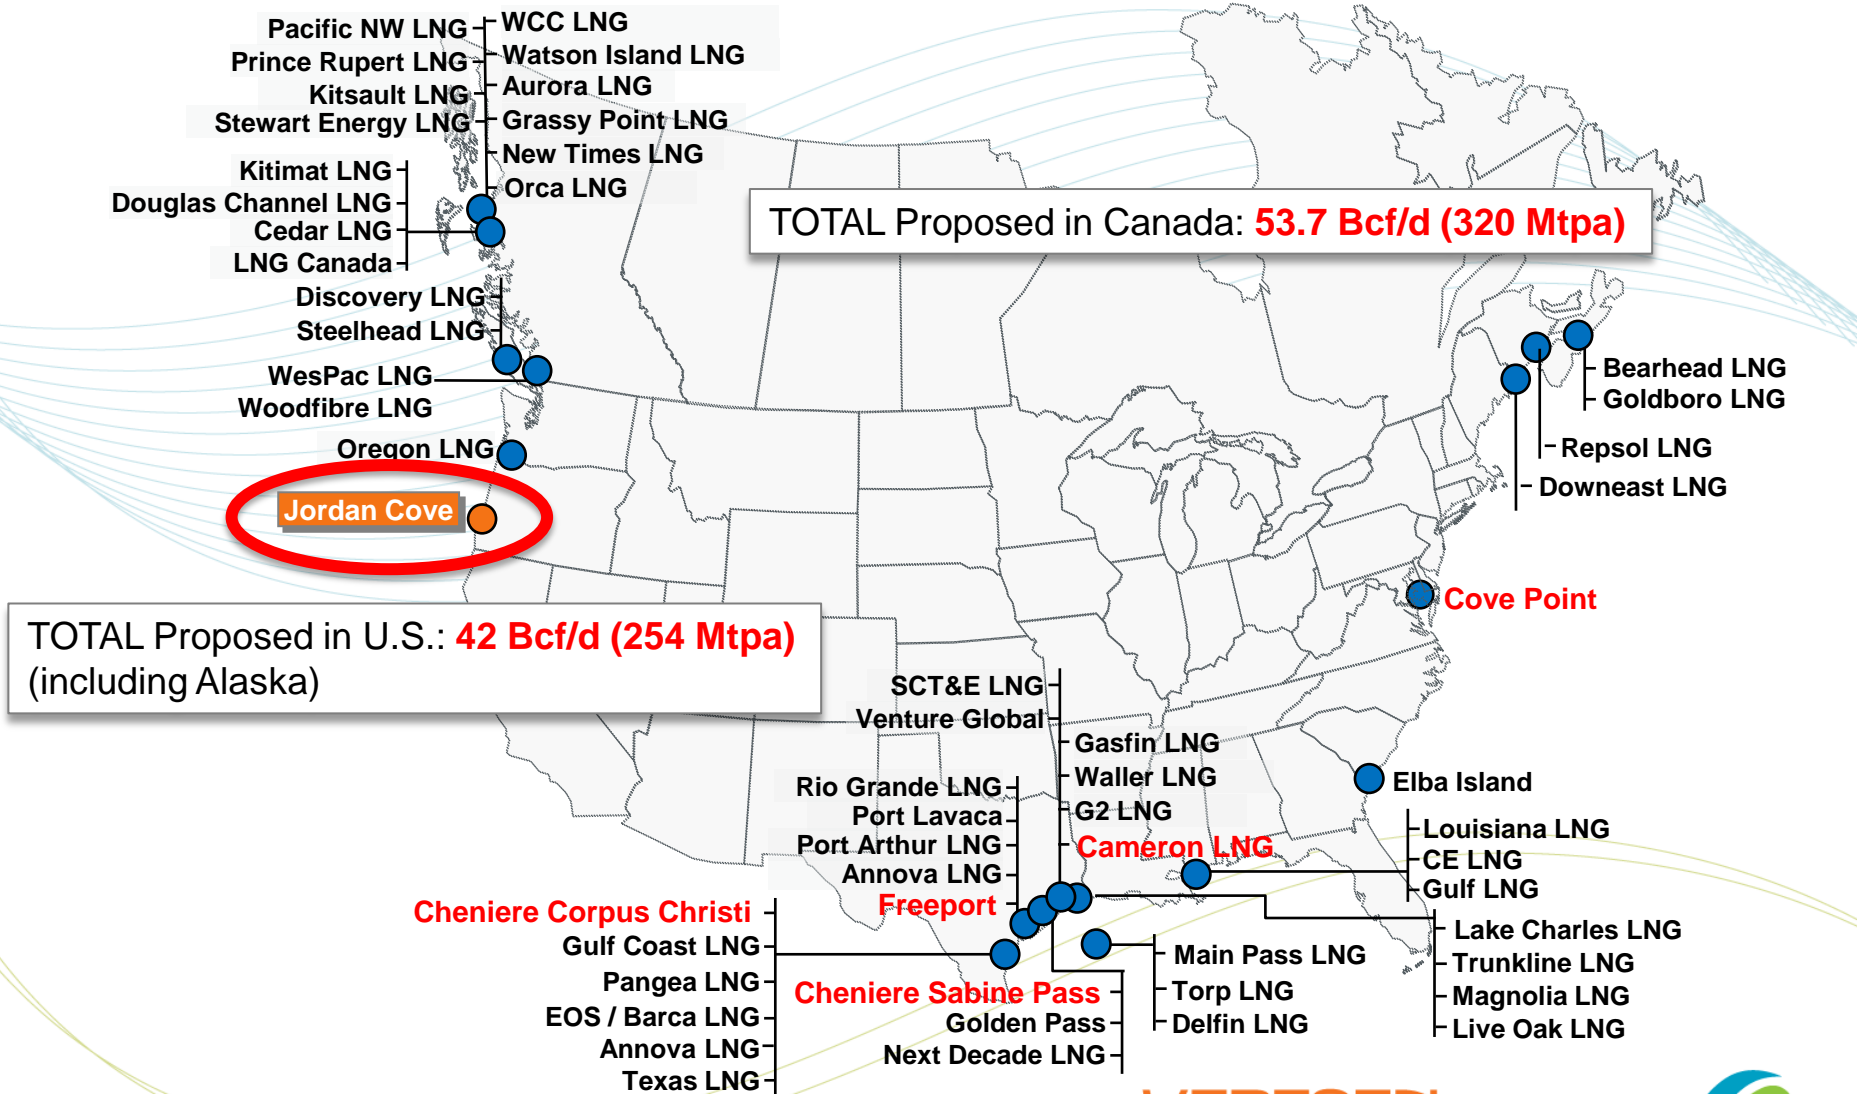 Pacific NW LNG
Prince Rupert LNG
Kitsault LNG
Stewart Energy LNG
WCC LNG
Watson Island LNG
Aurora LNG
Grassy Point LNG
New Times LNG
Orca LNG
Kitimat LNG
Douglas Channel LNG
Cedar LNG
LNG Canada
Discovery LNG
Steelhead LNG
WesPac LNG
Woodfibre LNG
Oregon LNG
Jordan Cove
TOTAL Proposed in Canada: 53.7 Bcf/d (320 Mtpa)
Bearhead LNG
Goldboro LNG
Repsol LNG
Downeast LNG
Cove Point
TOTAL Proposed in U.S.: 42 Bcf/d (254 Mtpa)
(including Alaska)
SCT&E LNG
Venture Global
Gasfin LNG
Waller LNG
G2 LNG
Cameron LNG
Rio Grande LNG
Port Lavaca
Port Arthur LNG
Annova LNG
Freeport
Elba Island
Louisiana LNG
CE LNG
Gulf LNG
Cheniere Corpus Christi
Gulf Coast LNG
Pangea LNG
EOS / Barca LNG
Annova LNG
Texas LNG
Cheniere Sabine Pass
Golden Pass
Next Decade LNG
Main Pass LNG
Torp LNG
Delfin LNG
Lake Charles LNG
Trunkline LNG
Magnolia LNG
Live Oak LNG